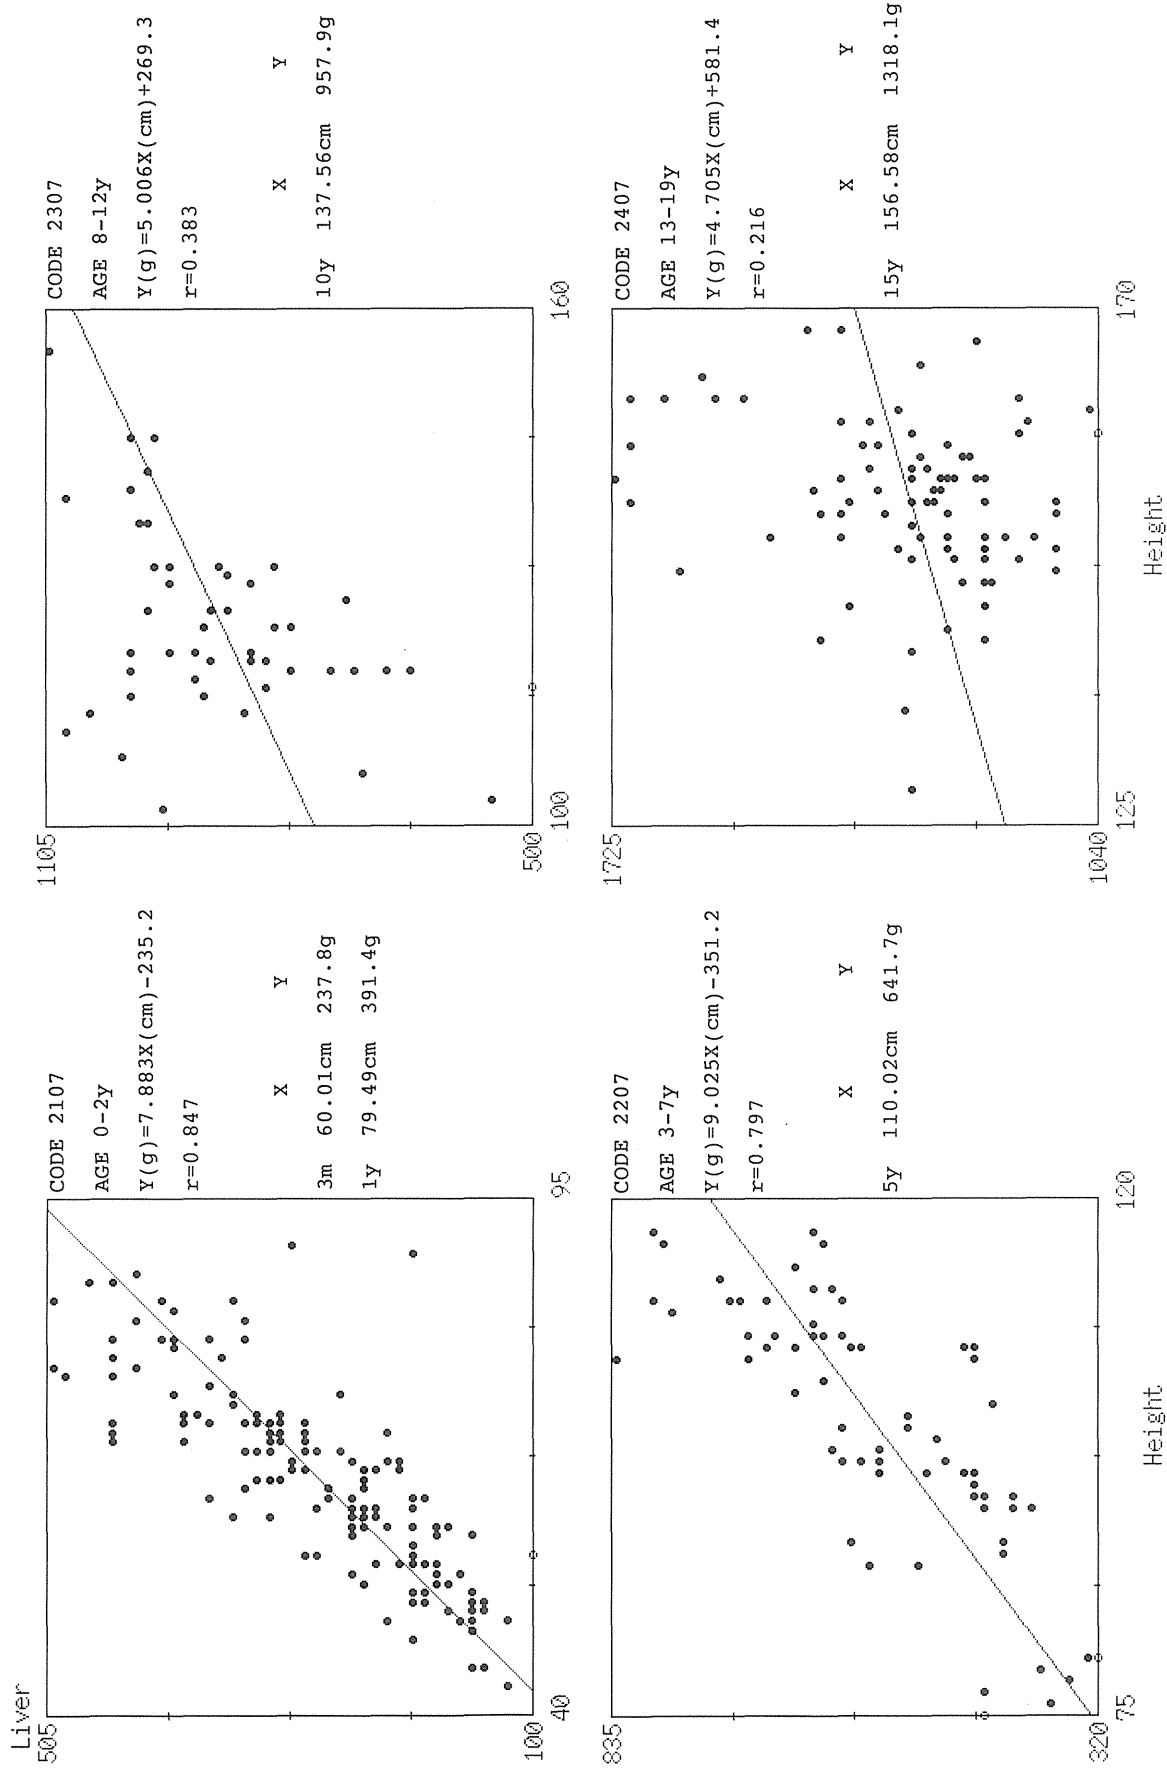 Liver
505
100
40
95
CODE 2107
AGE 0-2y
Y(g)=7.883X(cm)-235.2
r=0.847
X Y
3m 60.01cm 237.8g
1y 79.49cm 391.4g
1105
500
100
160
CODE 2307
AGE 8-12y
Y(g)=5.006X(cm)+269.3
r=0.383
X Y
10y 137.56cm 957.9g
835
320
75
120
Height
CODE 2207
AGE 3-7y
Y(g)=9.025X(cm)-351.2
r=0.797
X Y
5y 110.02cm 641.7g
1725
1040
125
170
Height
CODE 2407
AGE 13-19y
Y(g)=4.705X(cm)+581.4
r=0.216
X Y
15y 156.58cm 1318.1g